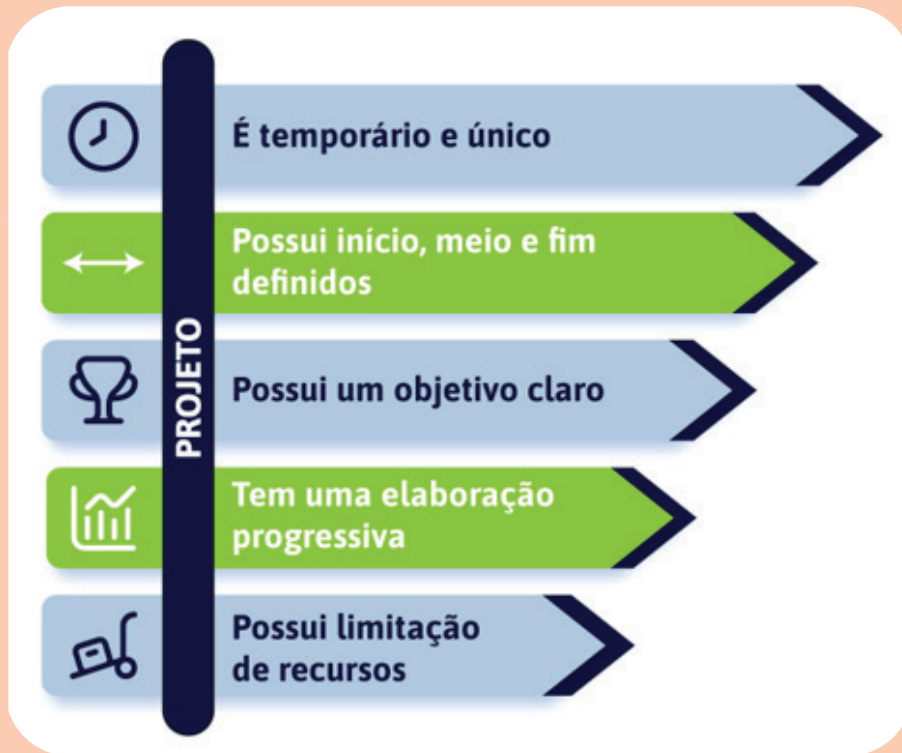 PROJETO
É temporário e único
Possui início, meio e fim
definidos
Possui um objetivo claro
Tem uma elaboração
progressiva
Possui limitação
de recursos